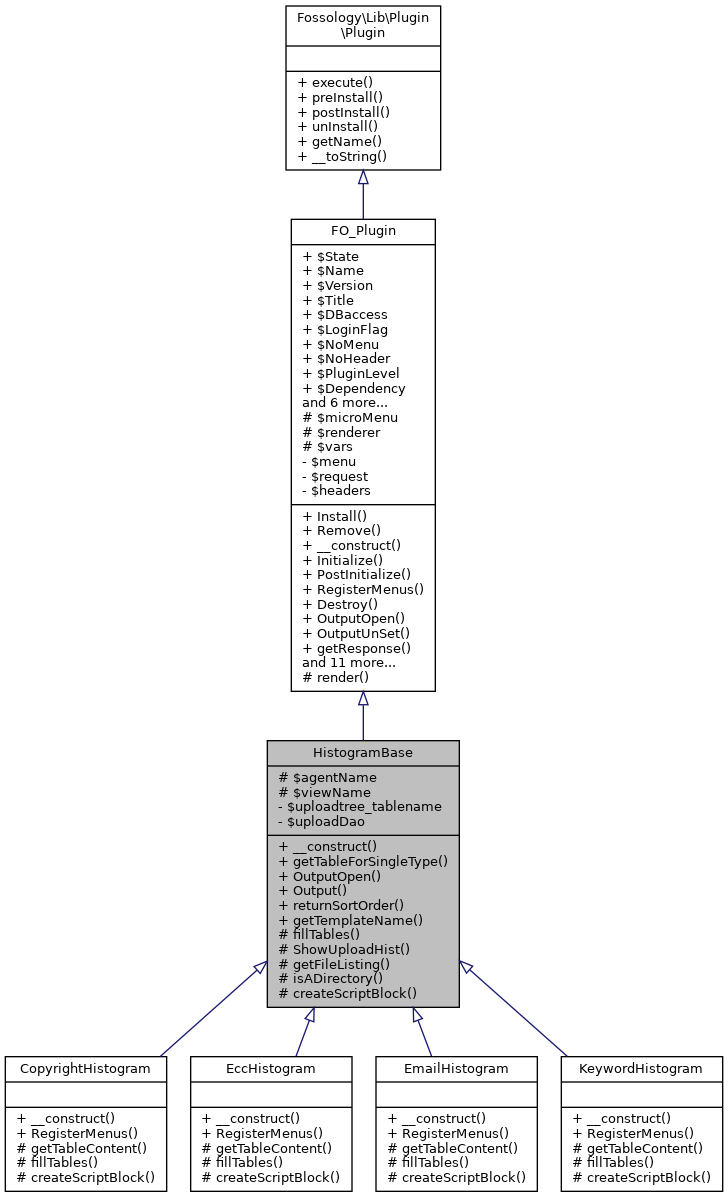 Fossology\Lib\Plugin
\Plugin
+ execute()
+ preInstall()
+ postInstall()
+ unInstall()
+ getName()
+ __toString()
FO_Plugin
+ $State
+ $Name
+ $Version
+ $Title
+ $DBaccess
+ $LoginFlag
+ $NoMenu
+ $NoHeader
+ $PluginLevel
+ $Dependency
and 6 more...
# $microMenu
# $renderer
# $vars
- $menu
- $request
- $headers
+ Install()
+ Remove()
+ __construct()
+ Initialize()
+ PostInitialize()
+ RegisterMenus()
+ Destroy()
+ OutputOpen()
+ OutputUnSet()
+ getResponse()
and 11 more...
# render()
HistogramBase
# $agentName
# $viewName
- $uploadtree_tablename
- $uploadDao
+ __construct()
+ getTableForSingleType()
+ OutputOpen()
+ Output()
+ returnSortOrder()
+ getTemplateName()
# fillTables()
# ShowUploadHist()
# getFileListing()
# isADirectory()
# createScriptBlock()
CopyrightHistogram
+ __construct()
+ RegisterMenus()
# getTableContent()
# fillTables()
# createScriptBlock()
EccHistogram
+ __construct()
+ RegisterMenus()
# getTableContent()
# fillTables()
# createScriptBlock()
EmailHistogram
+ __construct()
+ RegisterMenus()
# getTableContent()
# fillTables()
# createScriptBlock()
KeywordHistogram
+ __construct()
+ RegisterMenus()
# getTableContent()
# fillTables()
# createScriptBlock()